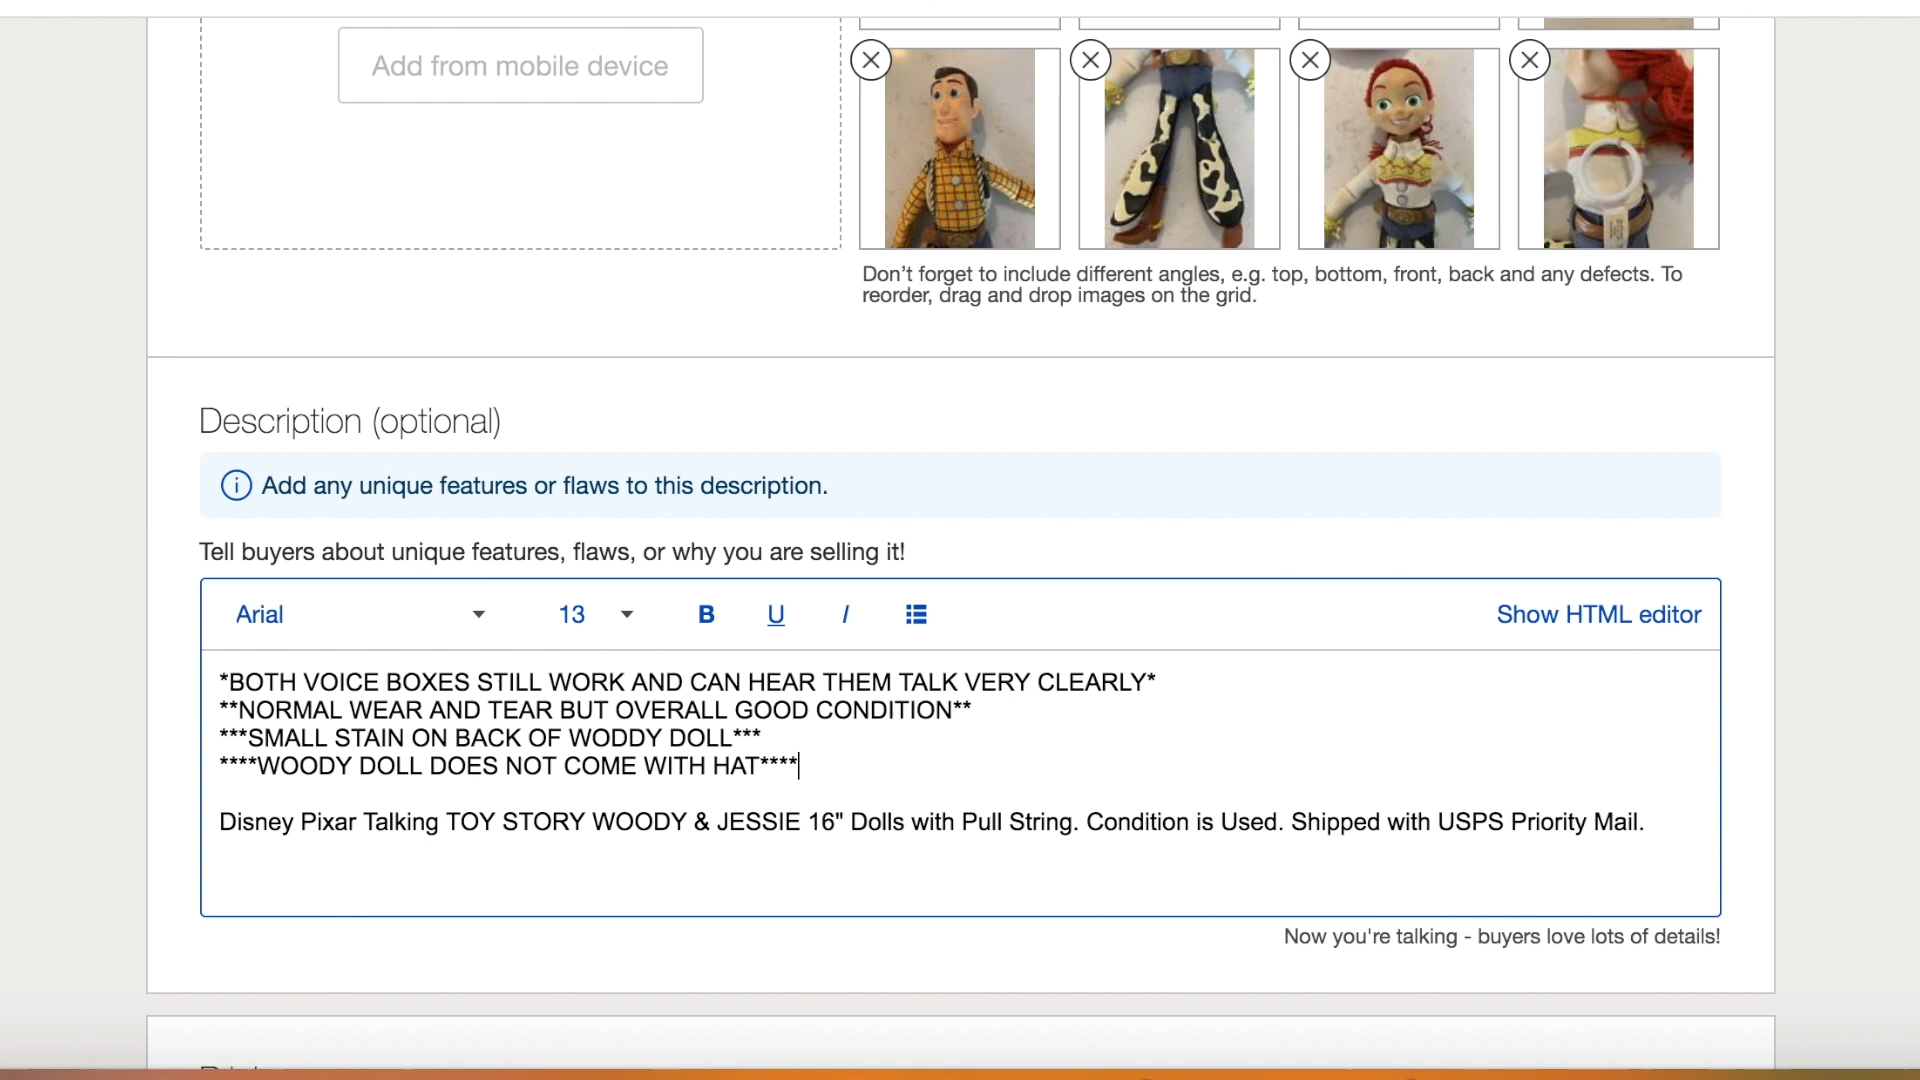 Add from mobile device
Don't forget to include different angles, e.g. top, bottom, front, back and any defects. To
reorder, drag and drop images on the grid.
Description (optional)
Add any unique features or flaws to this description.
Tell buyers about unique features, flaws, or why you are selling it!
Arial 13 B U I Show HTML editor
*BOTH VOICE BOXES STILL WORK AND CAN HEAR THEM TALK VERY CLEARLY*
**NORMAL WEAR AND TEAR BUT OVERALL GOOD CONDITION**
***SMALL STAIN ON BACK OF WODDY DOLL***
****WOODY DOLL DOES NOT COME WITH HAT****
Disney Pixar Talking TOY STORY WOODY & JESSIE 16" Dolls with Pull String. Condition is Used. Shipped with USPS Priority Mail.
Now you're talking - buyers love lots of details!